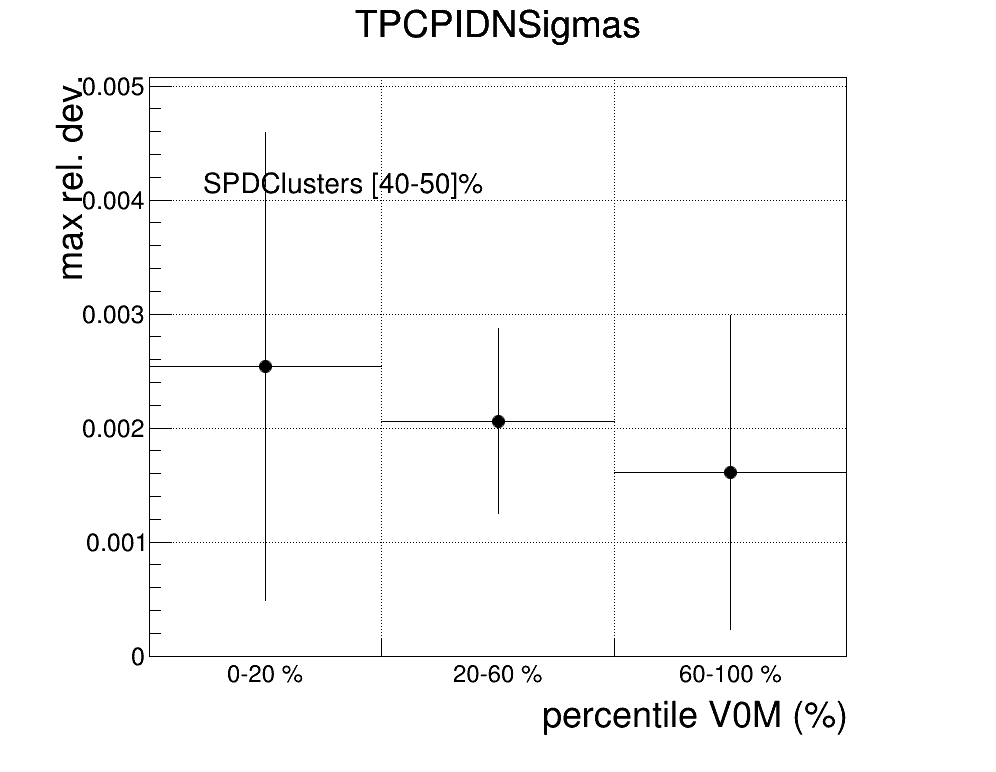 TPCPIDNSigmas
max rel. dev.
0.005
SPDClusters [40-50]%
0.004
0.003
0.002
0.001
0
0-20 %
20-60 %
60-100 %
percentile V0M (%)